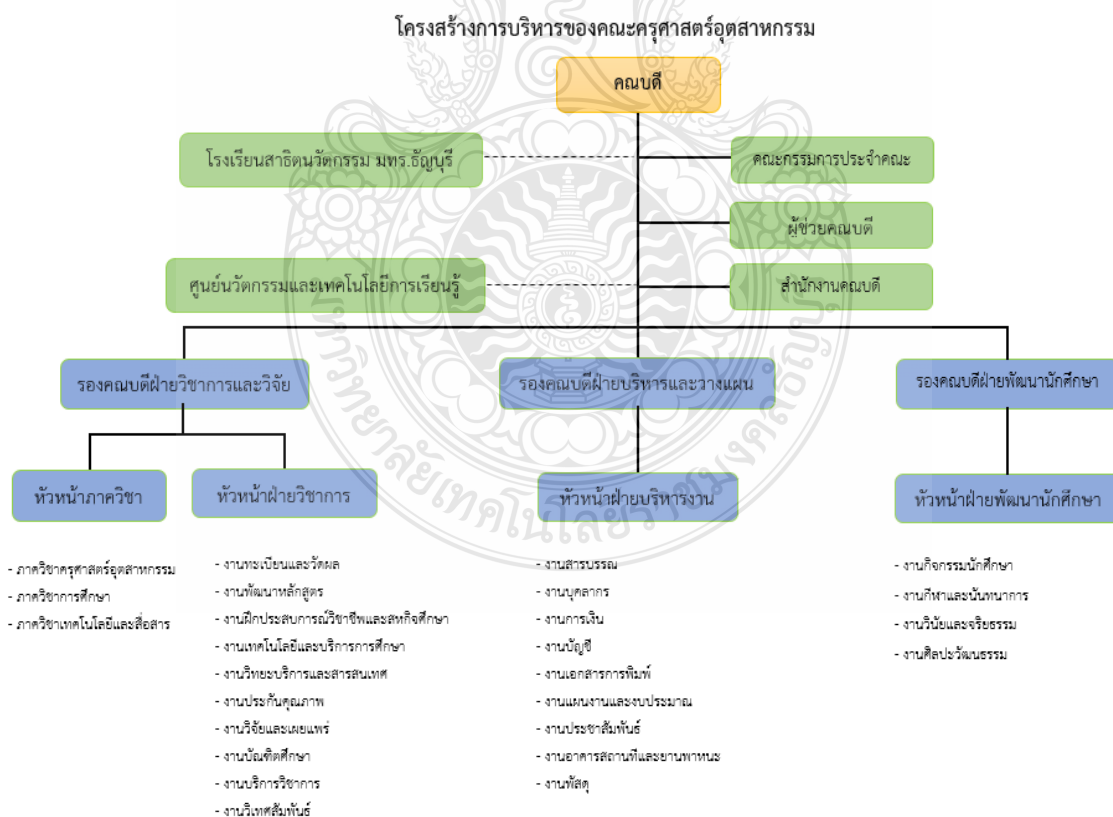 โครงสร้างการบริหารของคณะครุศาสตร์อุตสาหกรรม
คณบดี
โรงเรียนสาธิตนวัตกรรม มทร.ธัญบุรี
คณะกรรมการประจำคณะ
ผู้ช่วยคณบดี
ศูนย์นวัตกรรมและเทคโนโลยีการเรียนรู้
สำนักงานคณบดี
รองคณบดีฝ่ายวิชาการและวิจัย
รองคณบดีฝ่ายบริหารและวางแผน
รองคณบดีฝ่ายพัฒนานักศึกษา
หัวหน้าภาควิชา
หัวหน้าฝ่ายวิชาการ
หัวหน้าฝ่ายบริหารงาน
หัวหน้าฝ่ายพัฒนานักศึกษา
- ภาควิชาครุศาสตร์อุตสาหกรรม
- ภาควิชาการศึกษา
- ภาควิชาเทคโนโลยีและสื่อสาร
- งานทะเบียนและวัดผล
- งานพัฒนาหลักสูตร
- งานฝึกประสบการณ์วิชาชีพและสหกิจศึกษา
- งานเทคโนโลยีและบริการการศึกษา
- งานวิทยะบริการและสารสนเทศ
- งานประกันคุณภาพ
- งานวิจัยและเผยแพร่
- งานบัณฑิตศึกษา
- งานบริการวิชาการ
- งานวิเทศสัมพันธ์
- งานสารบรรณ
- งานบุคลากร
- งานการเงิน
- งานบัญชี
- งานเอกสารการพิมพ์
- งานแผนงานและงบประมาณ
- งานประชาสัมพันธ์
- งานอาคารสถานที่และยานพาหนะ
- งานพัสดุ
- งานกิจกรรมนักศึกษา
- งานกีฬาและนันทนาการ
- งานวินัยและจริยธรรม
- งานศิลปะวัฒนธรรม
มหาวิทยาลัยเทคโนโลยีราชมงคลธัญบุรี